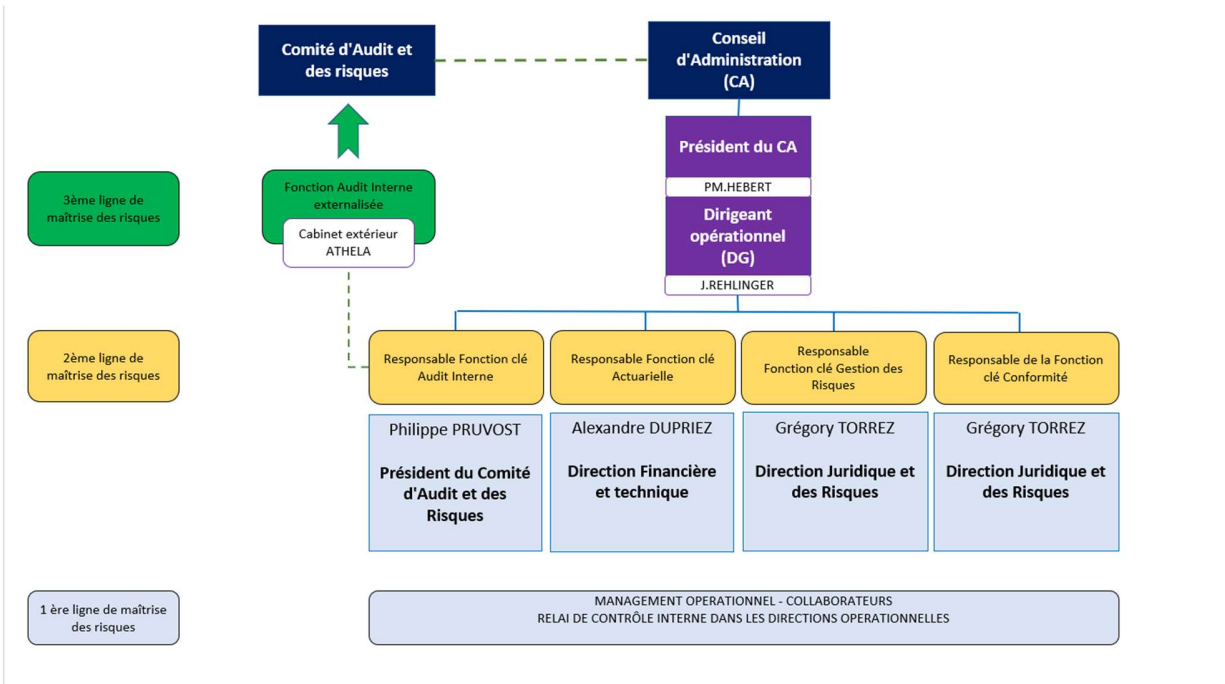 Comité d'Audit et
des risques
Conseil
d'Administration
(CA)
Président du CA
PM.HEBERT
Dirigeant
opérationnel
(DG)
J.REHLINGER
3ème ligne de
maîtrise des risques
Fonction Audit Interne
externalisée
Cabinet extérieur
ATHELA
2ème ligne de
maîtrise des risques
Responsable Fonction clé
Audit Interne
Responsable Fonction clé
Actuarielle
Responsable
Fonction clé Gestion des
Risques
Responsable de la Fonction
clé Conformité
Philippe PRUVOST
Président du Comité
d'Audit et des
Risques
Alexandre DUPRIEZ
Direction Financière
et technique
Grégory TORREZ
Direction Juridique et
des Risques
Grégory TORREZ
Direction Juridique et
des Risques
1 ère ligne de maîtrise
des risques
MANAGEMENT OPERATIONNEL - COLLABORATEURS
RELAI DE CONTRÔLE INTERNE DANS LES DIRECTIONS OPERATIONNELLES